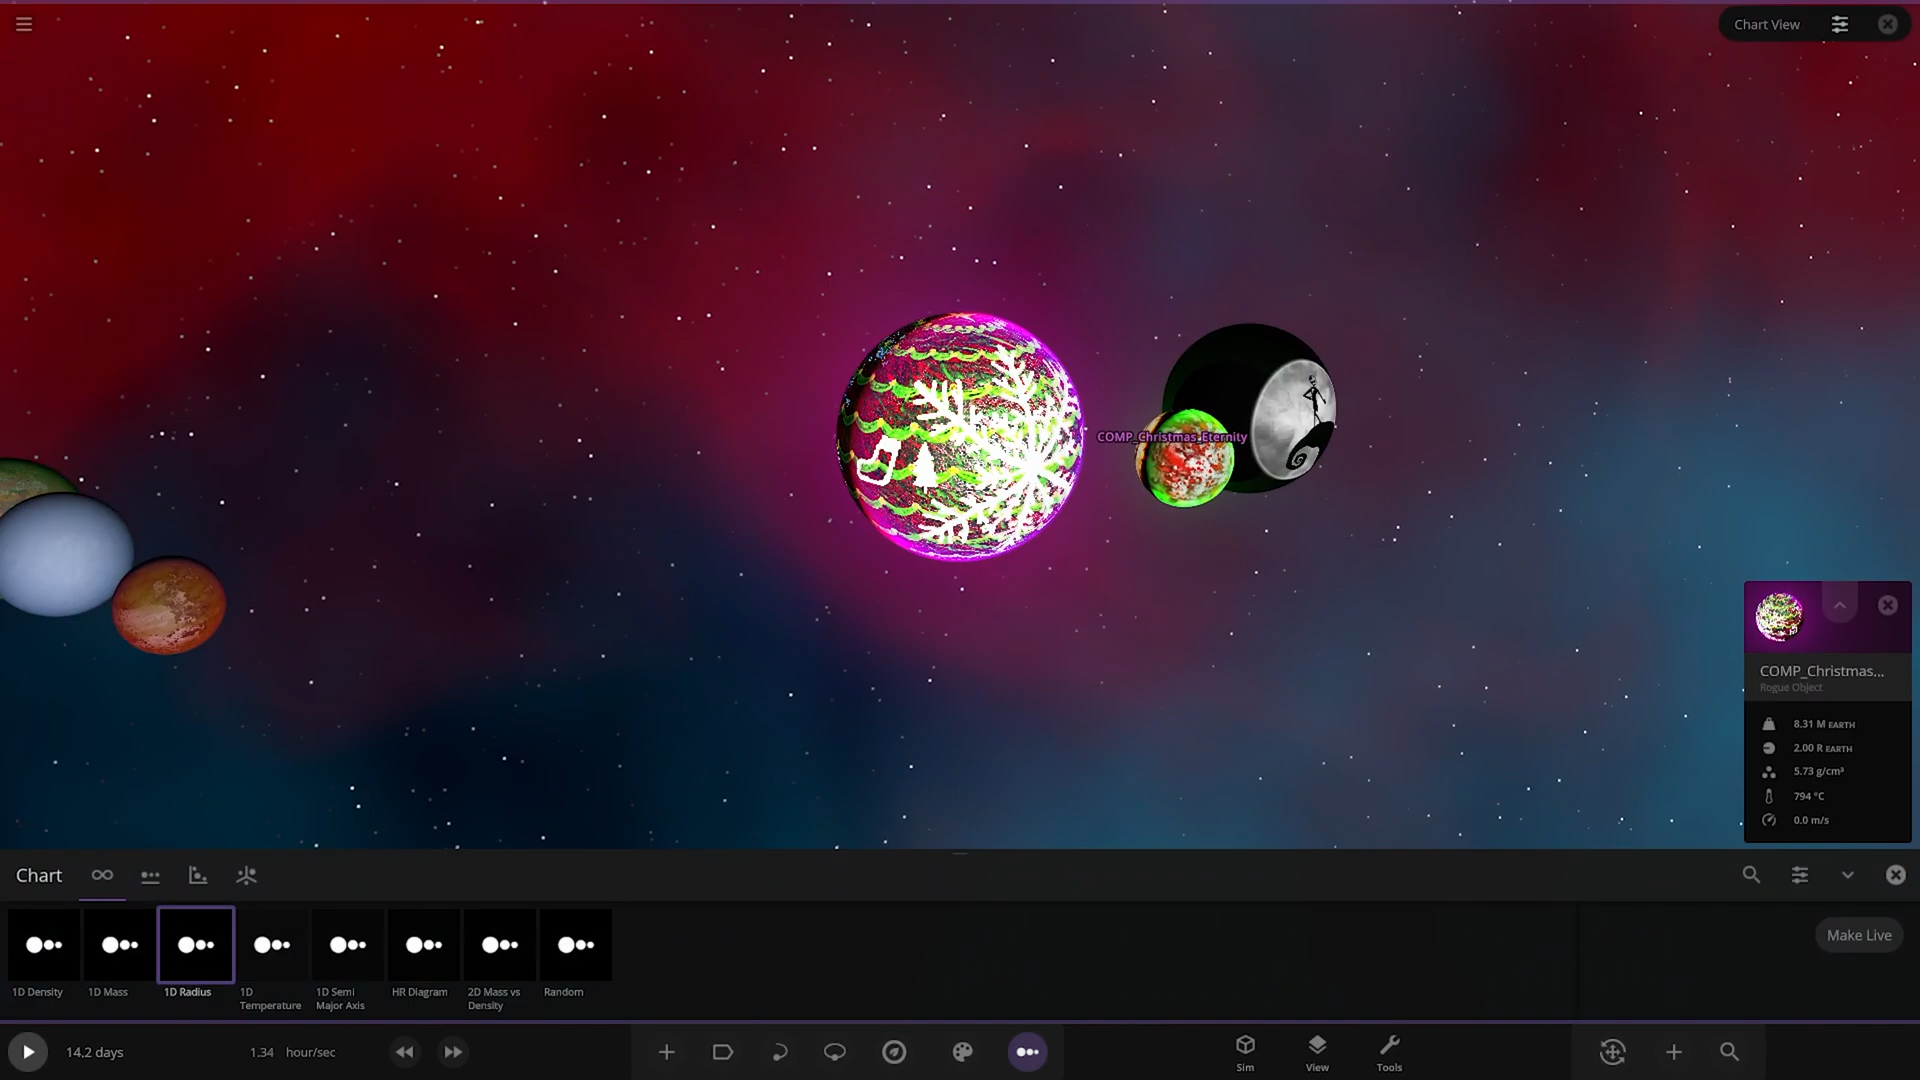 Chart View
COMP_Christmas_Eternity
COMP_Christmas...
Rogue Object
8.31 M EARTH
2.00 R EARTH
5.73 g/cm³
794 °C
0.0 m/s
Chart
Make Live
1D Density
1D Mass
1D Radius
1D
Temperature
1D Semi
Major Axis
HR Diagram
2D Mass vs
Density
Random
14.2 days
1.34 hour/sec
Sim
View
Tools